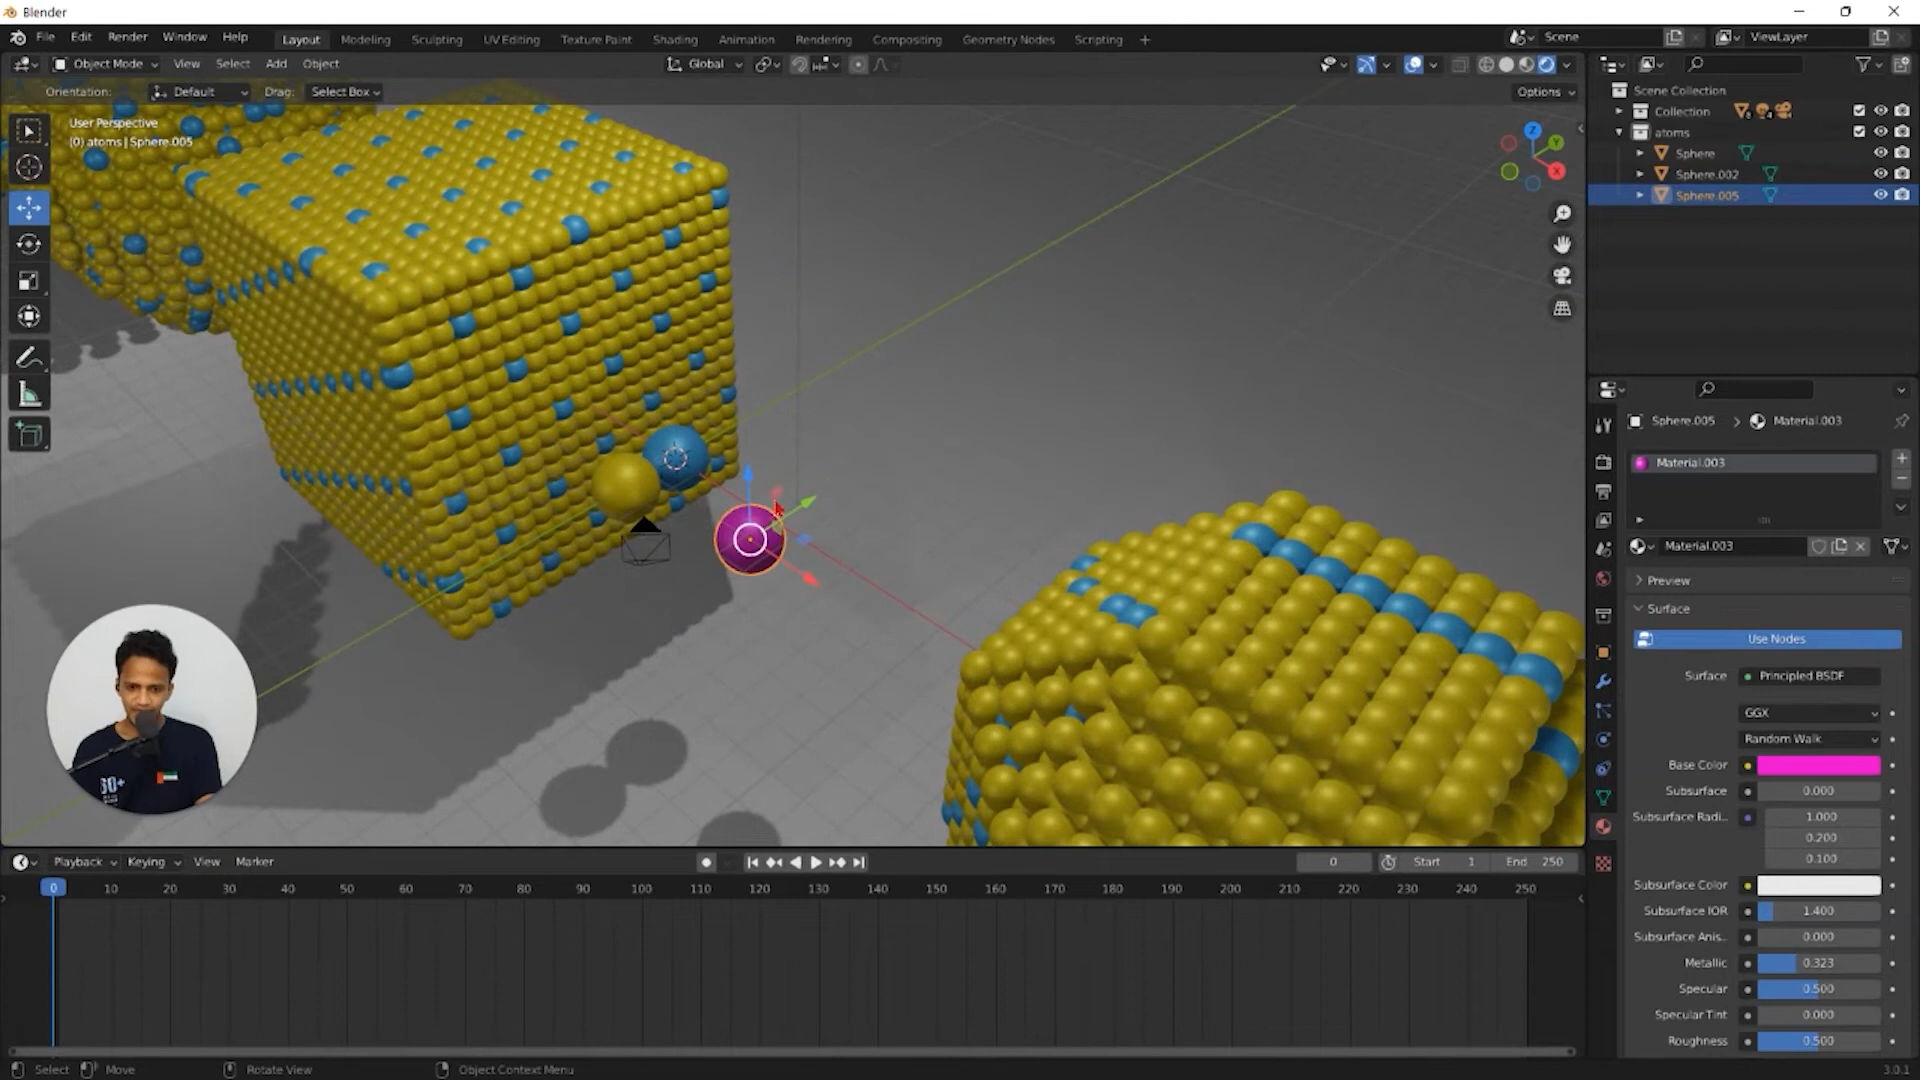 Blender
File Edit Render Window Help Layout Modeling Sculpting UV Editing Texture Paint Shading Animation Rendering Compositing Geometry Nodes Scripting + Scene ViewLayer
Object Mode View Select Add Object Global
Orientation: Default Drag: Select Box Options
User Perspective
(0) atoms | Sphere.005
Z
Y
X
60+
Scene Collection
Collection
atoms
Sphere
Sphere.002
Sphere.005
Sphere.005 > Material.003
Material.003
Material.003
Preview
Surface
Use Nodes
Surface Principled BSDF
GGX
Random Walk
Base Color
Subsurface 0.000
Subsurface Radi.. 1.000
0.200
0.100
Subsurface Color
Subsurface IOR 1.400
Subsurface Anis.. 0.000
Metallic 0.323
Specular 0.500
Specular Tint 0.000
Roughness 0.500
Playback Keying View Marker 0 Start 1 End 250
0 10 20 30 40 50 60 70 80 90 100 110 120 130 140 150 160 170 180 190 200 210 220 230 240 250
Select Move Rotate View Object Context Menu 3.0.1